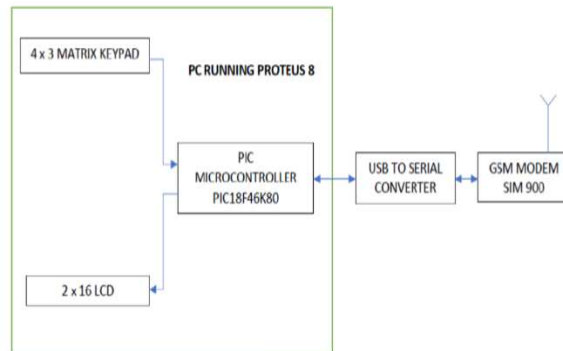 4 x 3 MATRIX KEYPAD
PC RUNNING PROTEUS 8
PIC
MICROCONTROLLER
PIC18F46K80
USB TO SERIAL
CONVERTER
GSM MODEM
SIM 900
2 x 16 LCD